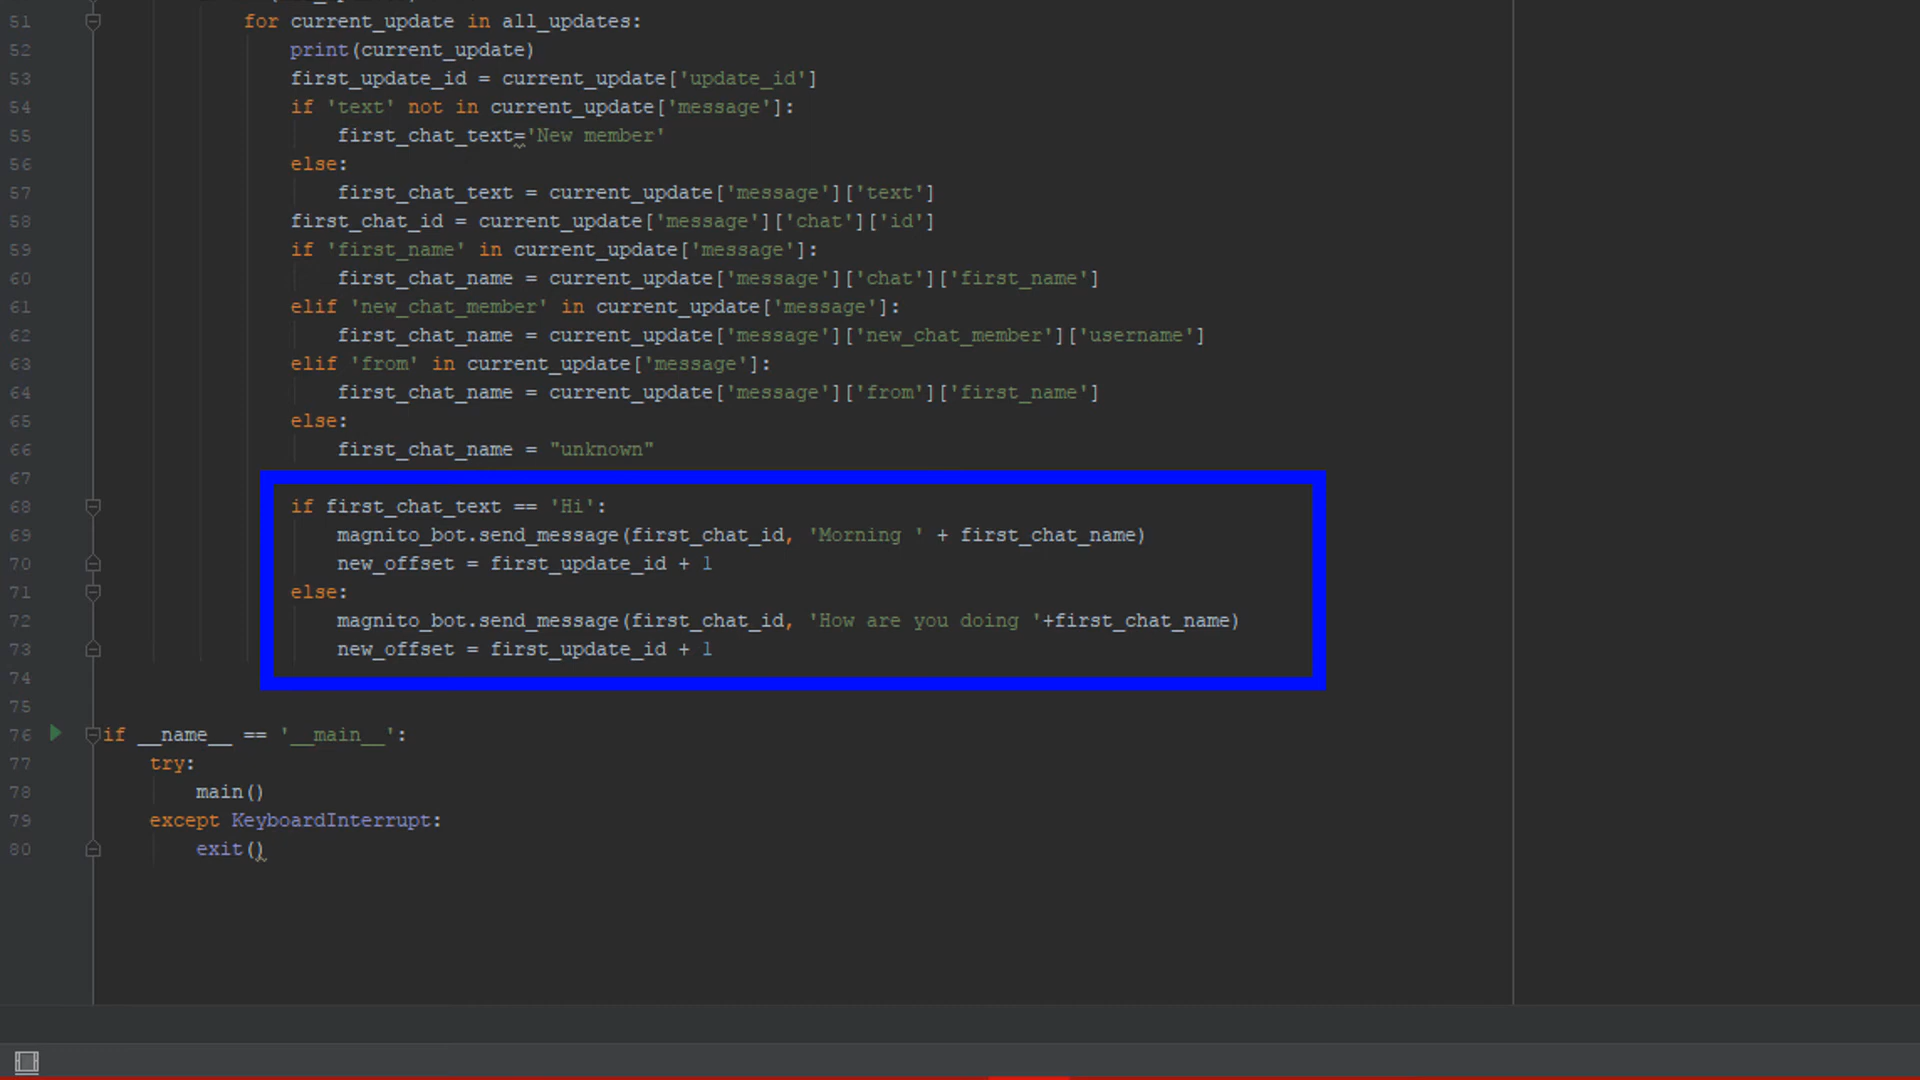 51 for current_update in all_updates:
52 print(current_update)
53 first_update_id = current_update['update_id']
54 if 'text' not in current_update['message']:
55 first_chat_text='New member'
56 else:
57 first_chat_text = current_update['message']['text']
58 first_chat_id = current_update['message']['chat']['id']
59 if 'first_name' in current_update['message']:
60 first_chat_name = current_update['message']['chat']['first_name']
61 elif 'new_chat_member' in current_update['message']:
62 first_chat_name = current_update['message']['new_chat_member']['username']
63 elif 'from' in current_update['message']:
64 first_chat_name = current_update['message']['from']['first_name']
65 else:
66 first_chat_name = "unknown"
67
68 if first_chat_text == 'Hi':
69 magnito_bot.send_message(first_chat_id, 'Morning ' + first_chat_name)
70 new_offset = first_update_id + 1
71 else:
72 magnito_bot.send_message(first_chat_id, 'How are you doing '+first_chat_name)
73 new_offset = first_update_id + 1
74
75
76 if __name__ == '__main__':
77 try:
78 main()
79 except KeyboardInterrupt:
80 exit()